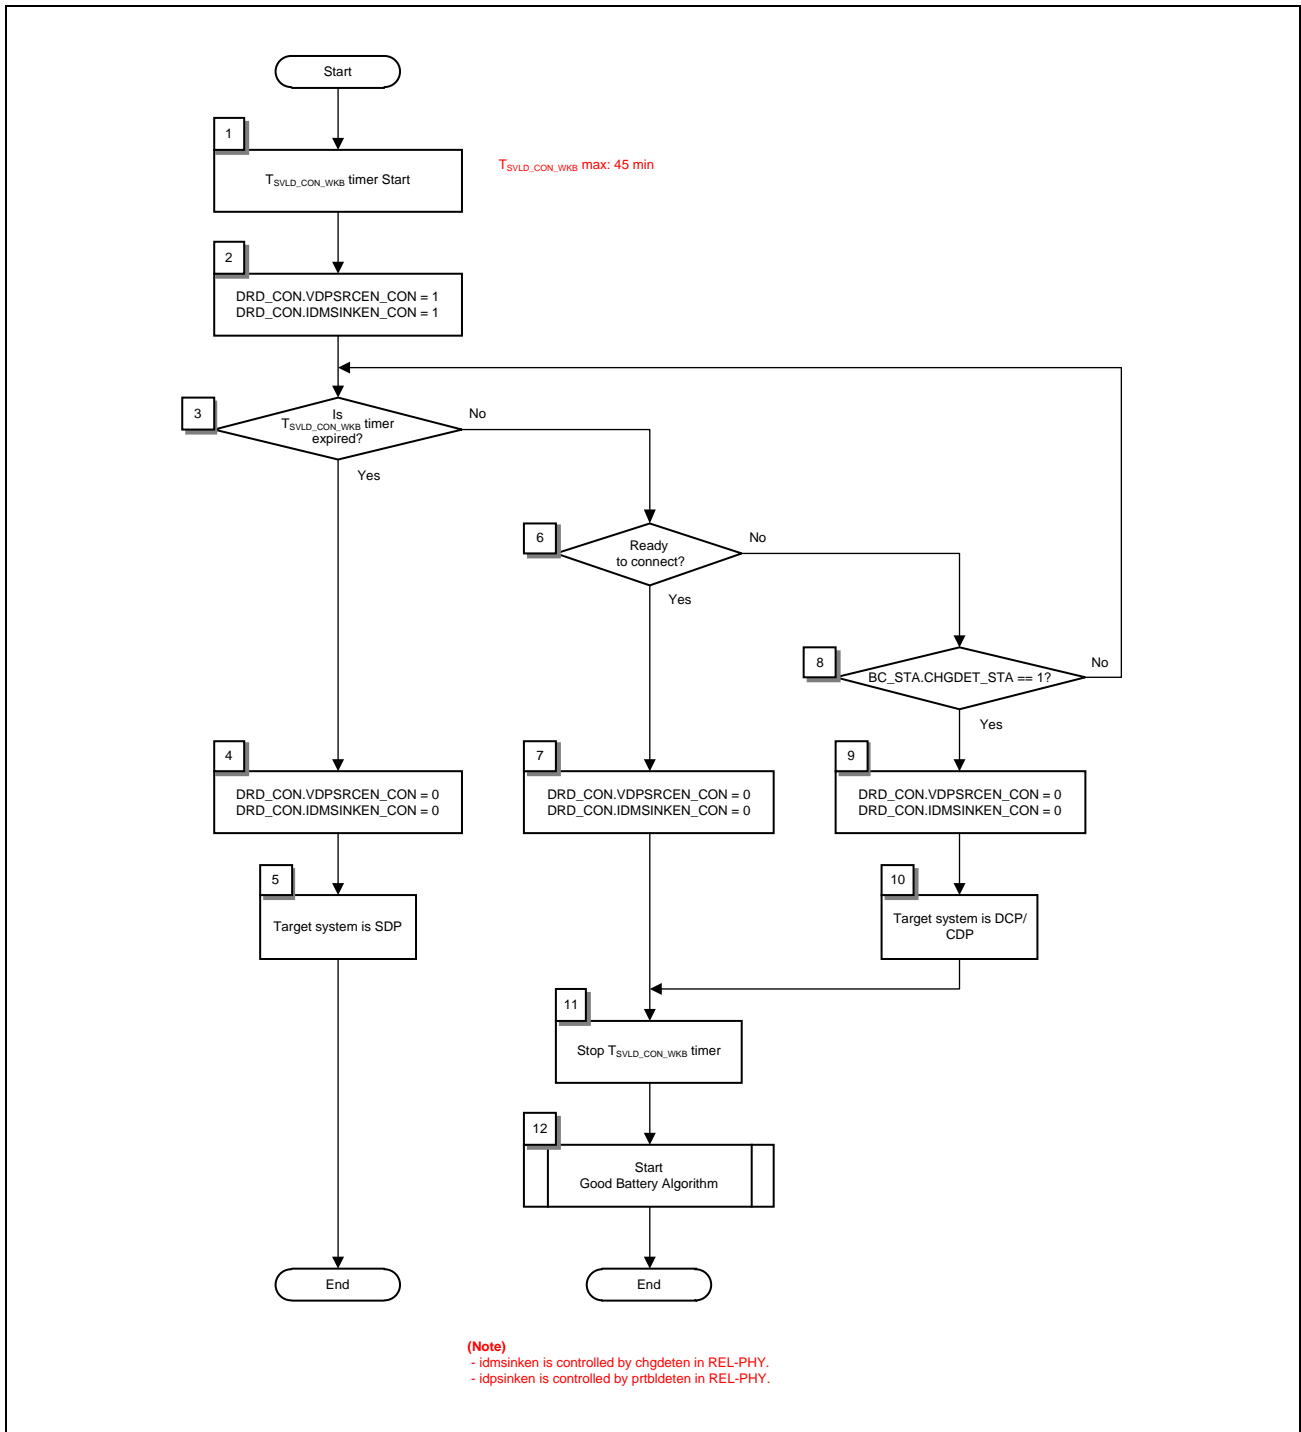 Start
1
TSVLD_CON_WKB timer Start
TSVLD_CON_WKB max: 45 min
2
DRD_CON.VDPSRCEN_CON = 1
DRD_CON.IDMSINKEN_CON = 1
3
Is
TSVLD_CON_WKB timer
expired?
No
Yes
6
Ready
to connect?
No
Yes
8
BC_STA.CHGDET_STA == 1?
No
Yes
4
DRD_CON.VDPSRCEN_CON = 0
DRD_CON.IDMSINKEN_CON = 0
7
DRD_CON.VDPSRCEN_CON = 0
DRD_CON.IDMSINKEN_CON = 0
9
DRD_CON.VDPSRCEN_CON = 0
DRD_CON.IDMSINKEN_CON = 0
5
Target system is SDP
10
Target system is DCP/
CDP
11
Stop TSVLD_CON_WKB timer
12
Start
Good Battery Algorithm
End
End
(Note)
- idmsinken is controlled by chgdeten in REL-PHY.
- idpsinken is controlled by prtbldeten in REL-PHY.